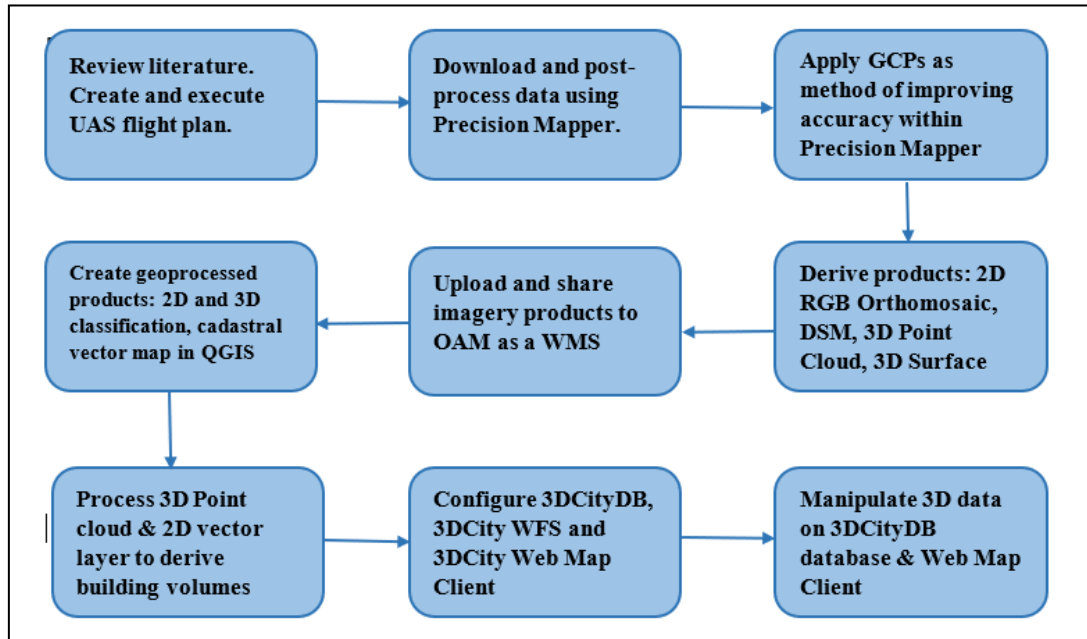 Review literature.
Create and execute
UAS flight plan.
Download and post-
process data using
Precision Mapper.
Apply GCPs as
method of improving
accuracy within
Precision Mapper
Derive products: 2D
RGB Orthomosaic,
DSM, 3D Point
Cloud, 3D Surface
Upload and share
imagery products to
OAM as a WMS
Create geoprocessed
products: 2D and 3D
classification, cadastral
vector map in QGIS
Process 3D Point
cloud & 2D vector
layer to derive
building volumes
Configure 3DCityDB,
3DCity WFS and
3DCity Web Map
Client
Manipulate 3D data
on 3DCityDB
database & Web Map
Client